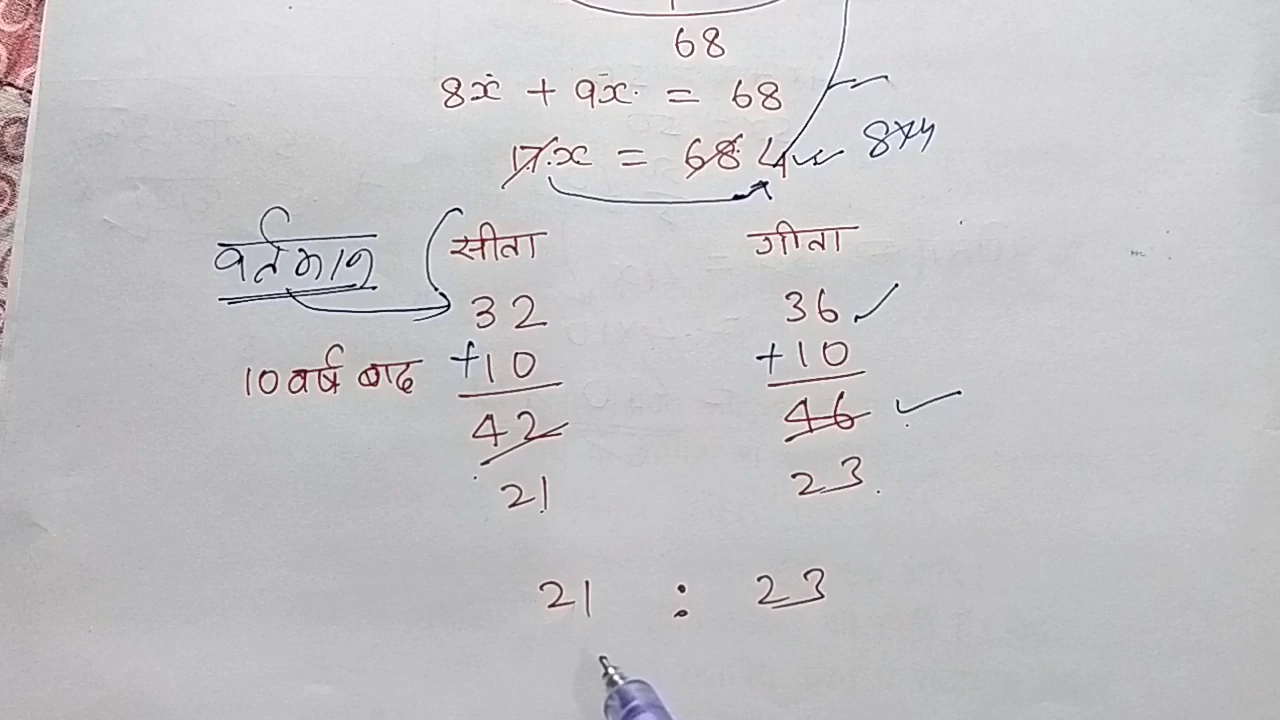 68
8x + 9x = 68
17x = 68 4 8×4
वर्तमान सीता गीता
32 36
10 वर्ष बाद +10 +10
42 46
21 23
21 : 23